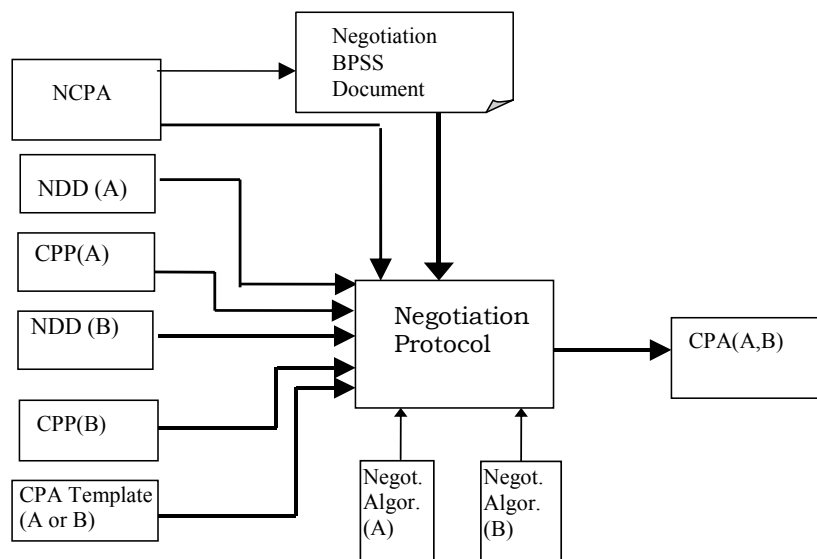 Negotiation
BPSS
Document
NCPA
NDD (A)
CPP(A)
NDD (B)
CPP(B)
CPA Template
(A or B)
Negotiation
Protocol
CPA(A,B)
Negot.
Algor.
(A)
Negot.
Algor.
(B)